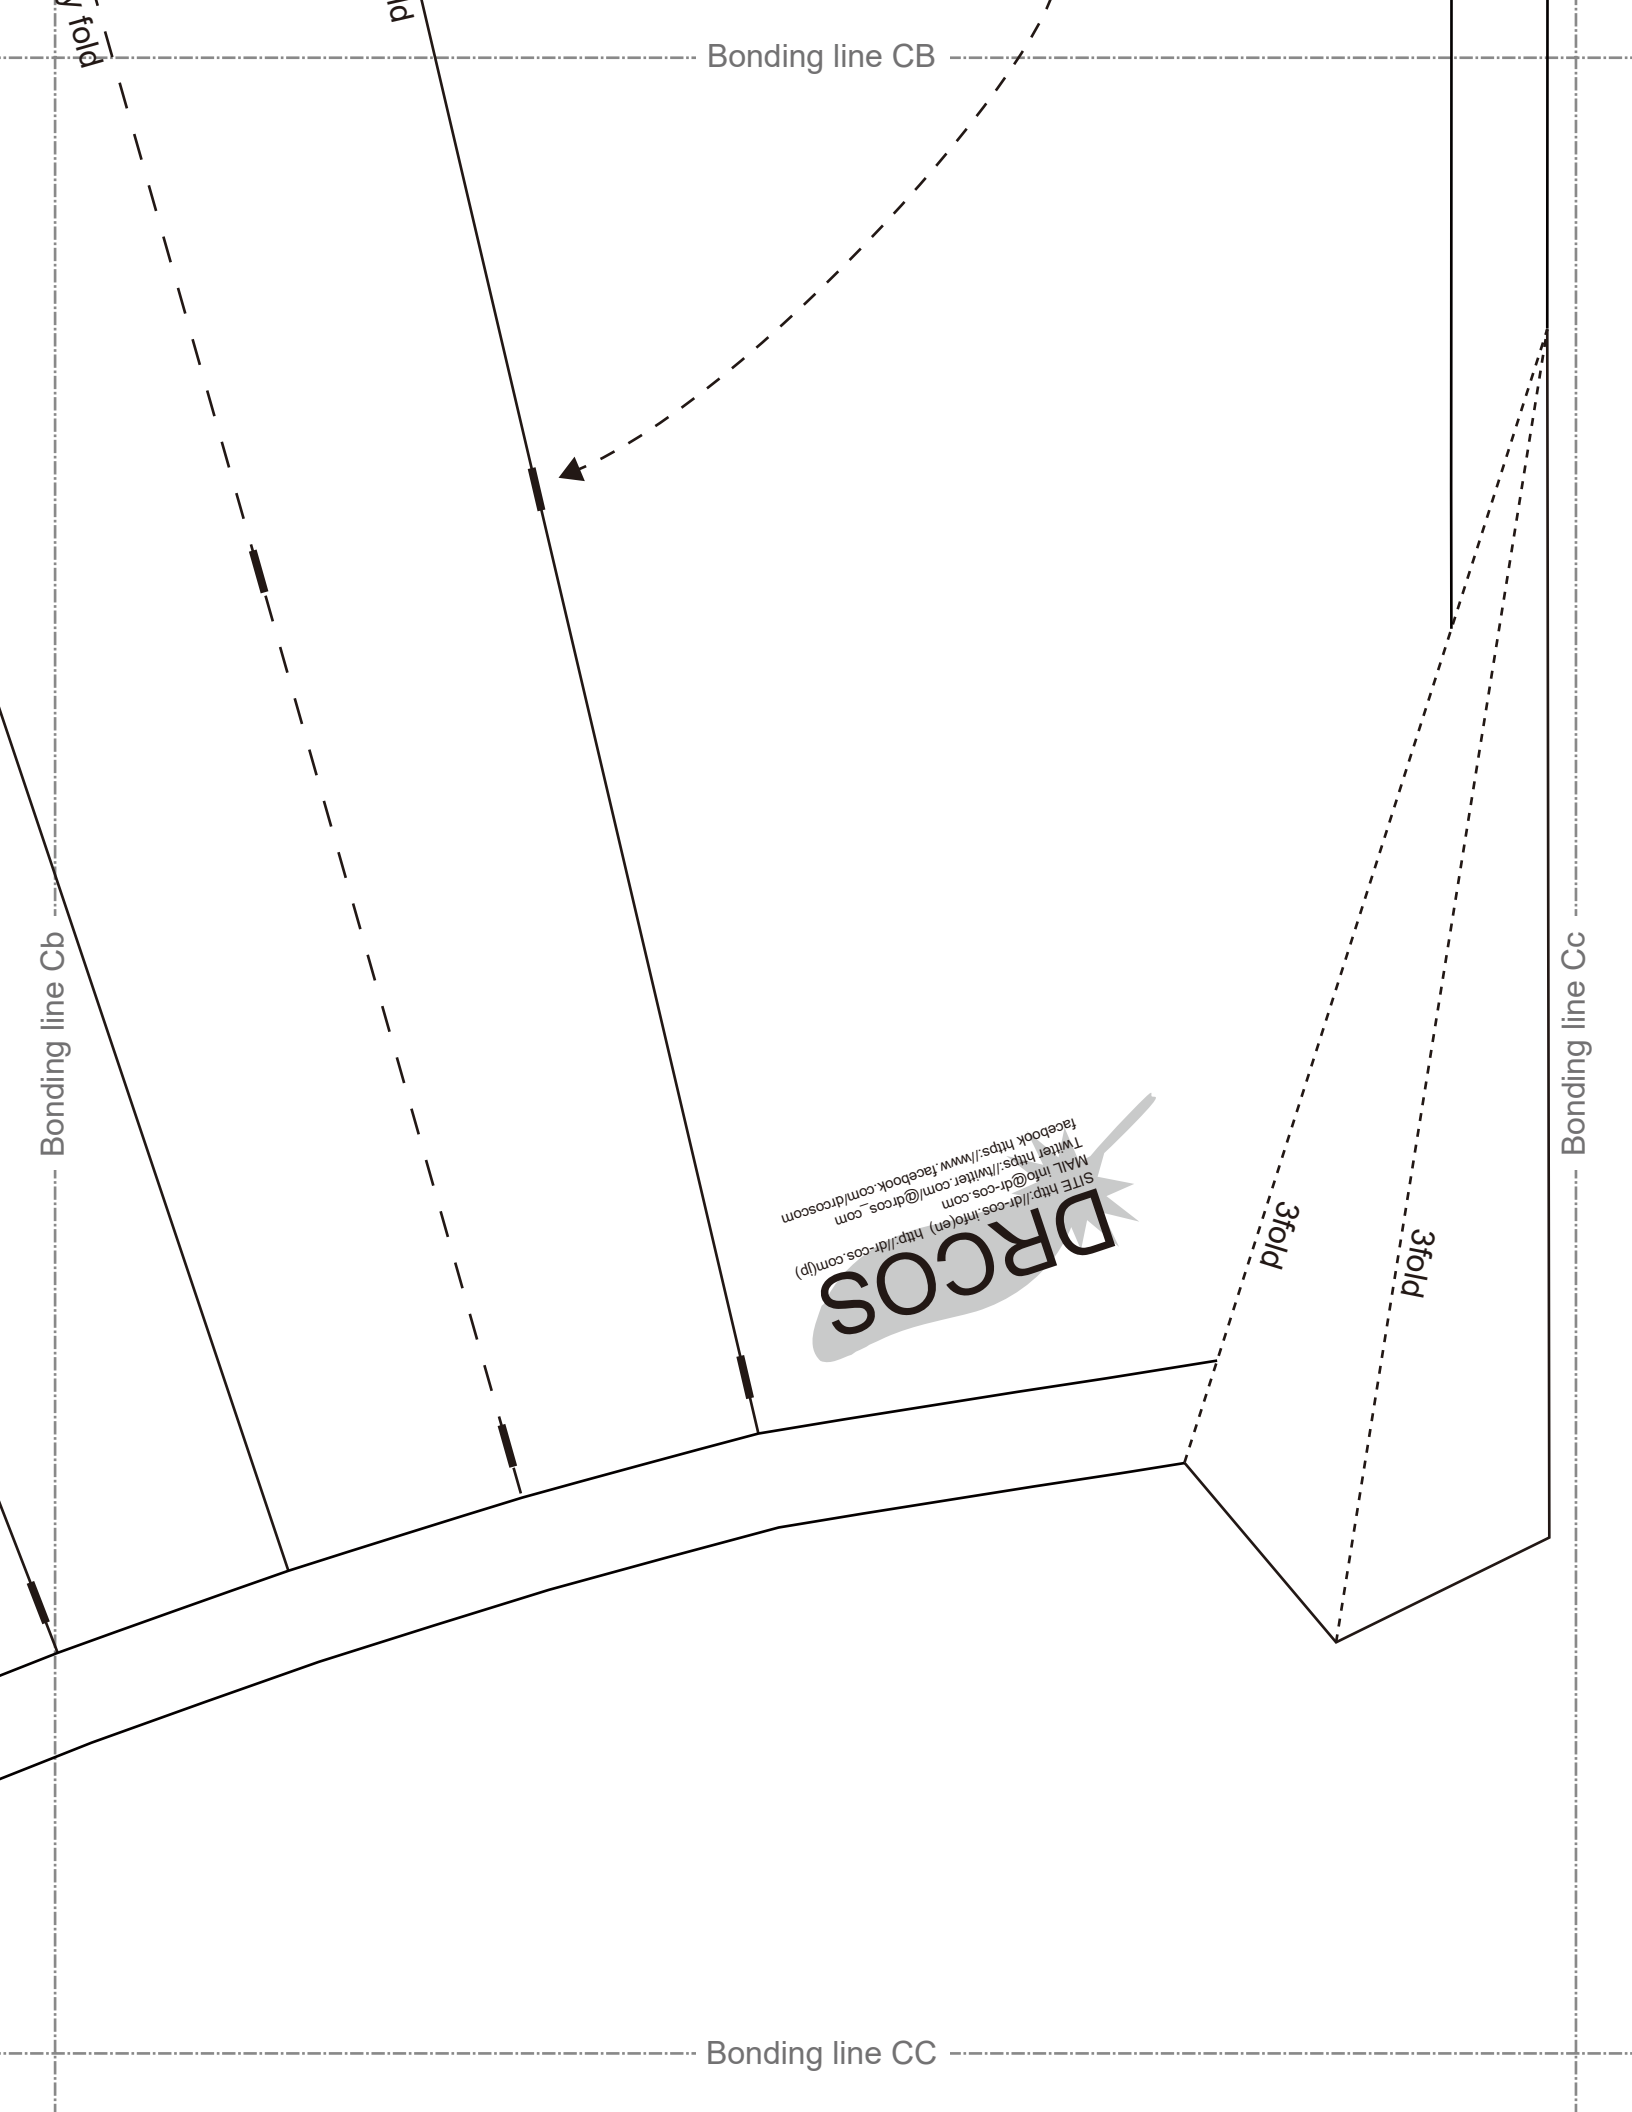 y fold
ld
Bonding line CB
Bonding line Cb
Bonding line Cc
DRCOS
SITE http://dr-cos.info(en) http://dr-cos.com(jp)
MAIL info@dr-cos.com
Twitter https://twitter.com/@drcos_com
facebook https://www.facebook.com/drcoscom
3fold
3fold
Bonding line CC